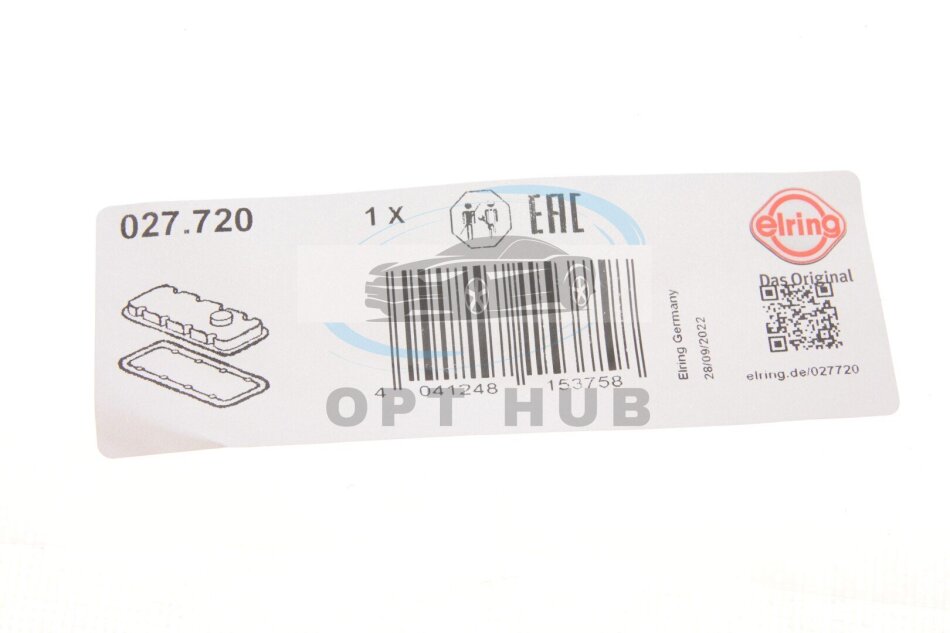 027.720
1 X
EAC
elring
Das Original
Elring Germany
28/09/2022
elring.de/027720
4 041248 153758
OPT HUB